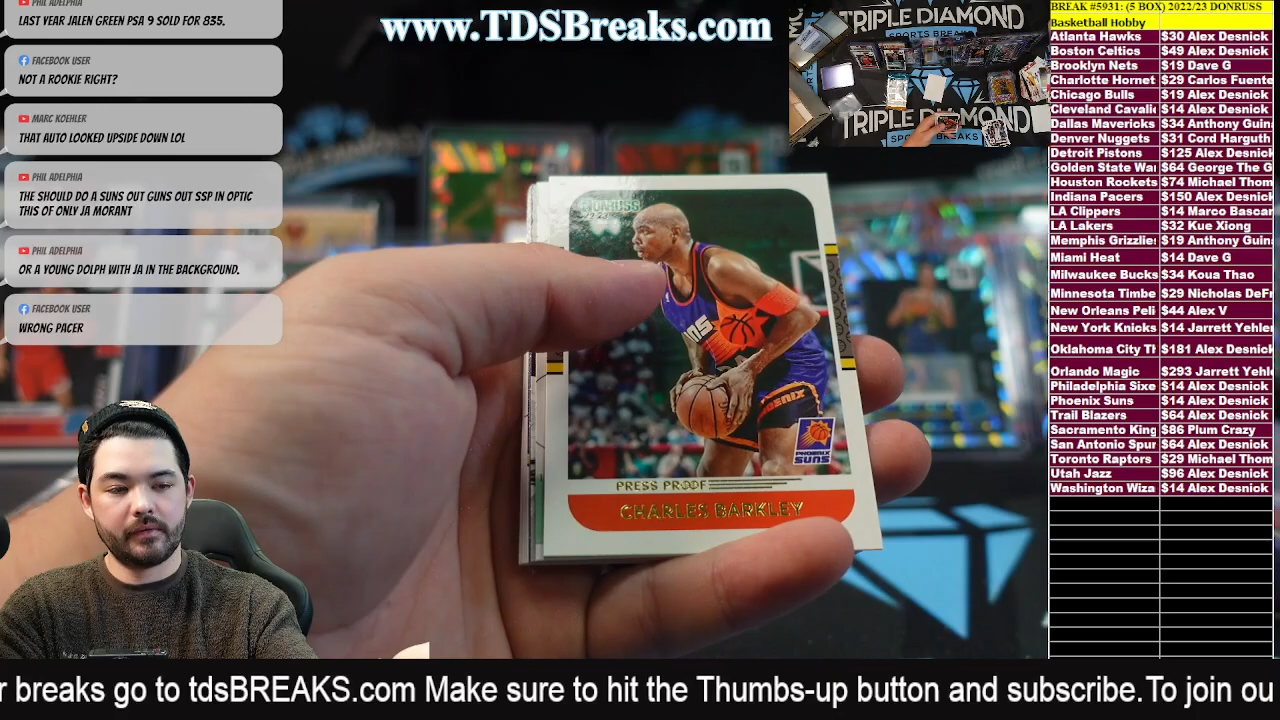 PHIL ADELPHIA
LAST YEAR JALEN GREEN PSA 9 SOLD FOR 835.
FACEBOOK USER
NOT A ROOKIE RIGHT?
MARC KOEHLER
THAT AUTO LOOKED UPSIDE DOWN LOL
PHIL ADELPHIA
THE SHOULD DO A SUNS OUT GUNS OUT SSP IN OPTIC
THIS OF ONLY JA MORANT
PHIL ADELPHIA
OR A YOUNG DOLPH WITH JA IN THE BACKGROUND.
FACEBOOK USER
WRONG PACER
www.TDSBreaks.com
TRIPLE DIAMOND
SPORTS BREAKS
TRIPLE DIAMOND
SPORTS BREAKS
DONRUSS
PHOENIX
PHOENIX
SUNS
PRESS PROOF
CHARLES BARKLEY
BREAK #5931: (5 BOX) 2022/23 DONRUSS
Basketball Hobby
Atlanta Hawks $30 Alex Desnick
Boston Celtics $49 Alex Desnick
Brooklyn Nets $19 Dave G
Charlotte Hornet $29 Carlos Fuente
Chicago Bulls $19 Alex Desnick
Cleveland Cavali $14 Alex Desnick
Dallas Mavericks $34 Anthony Guin
Denver Nuggets $31 Cord Harguth
Detroit Pistons $125 Alex Desnick
Golden State Wa $64 George The G
Houston Rockets $74 Michael Thom
Indiana Pacers $150 Alex Desnick
LA Clippers $14 Marco Bascar
LA Lakers $32 Kue Xiong
Memphis Grizzlie $19 Anthony Guin
Miami Heat $14 Dave G
Milwaukee Bucks $34 Koua Thao
Minnesota Timbe $29 Nicholas DeFr
New Orleans Peli $44 Alex V
New York Knicks $14 Jarrett Yehle
Oklahoma City Th $181 Alex Desnick
Orlando Magic $293 Jarrett Yehl
Philadelphia Sixe $14 Alex Desnick
Phoenix Suns $14 Alex Desnick
Trail Blazers $64 Alex Desnick
Sacramento King $86 Plum Crazy
San Antonio Spur $64 Alex Desnick
Toronto Raptors $29 Michael Thom
Utah Jazz $96 Alex Desnick
Washington Wiza $14 Alex Desnick
r breaks go to tdsBREAKS.com Make sure to hit the Thumbs-up button and subscribe. To join ou